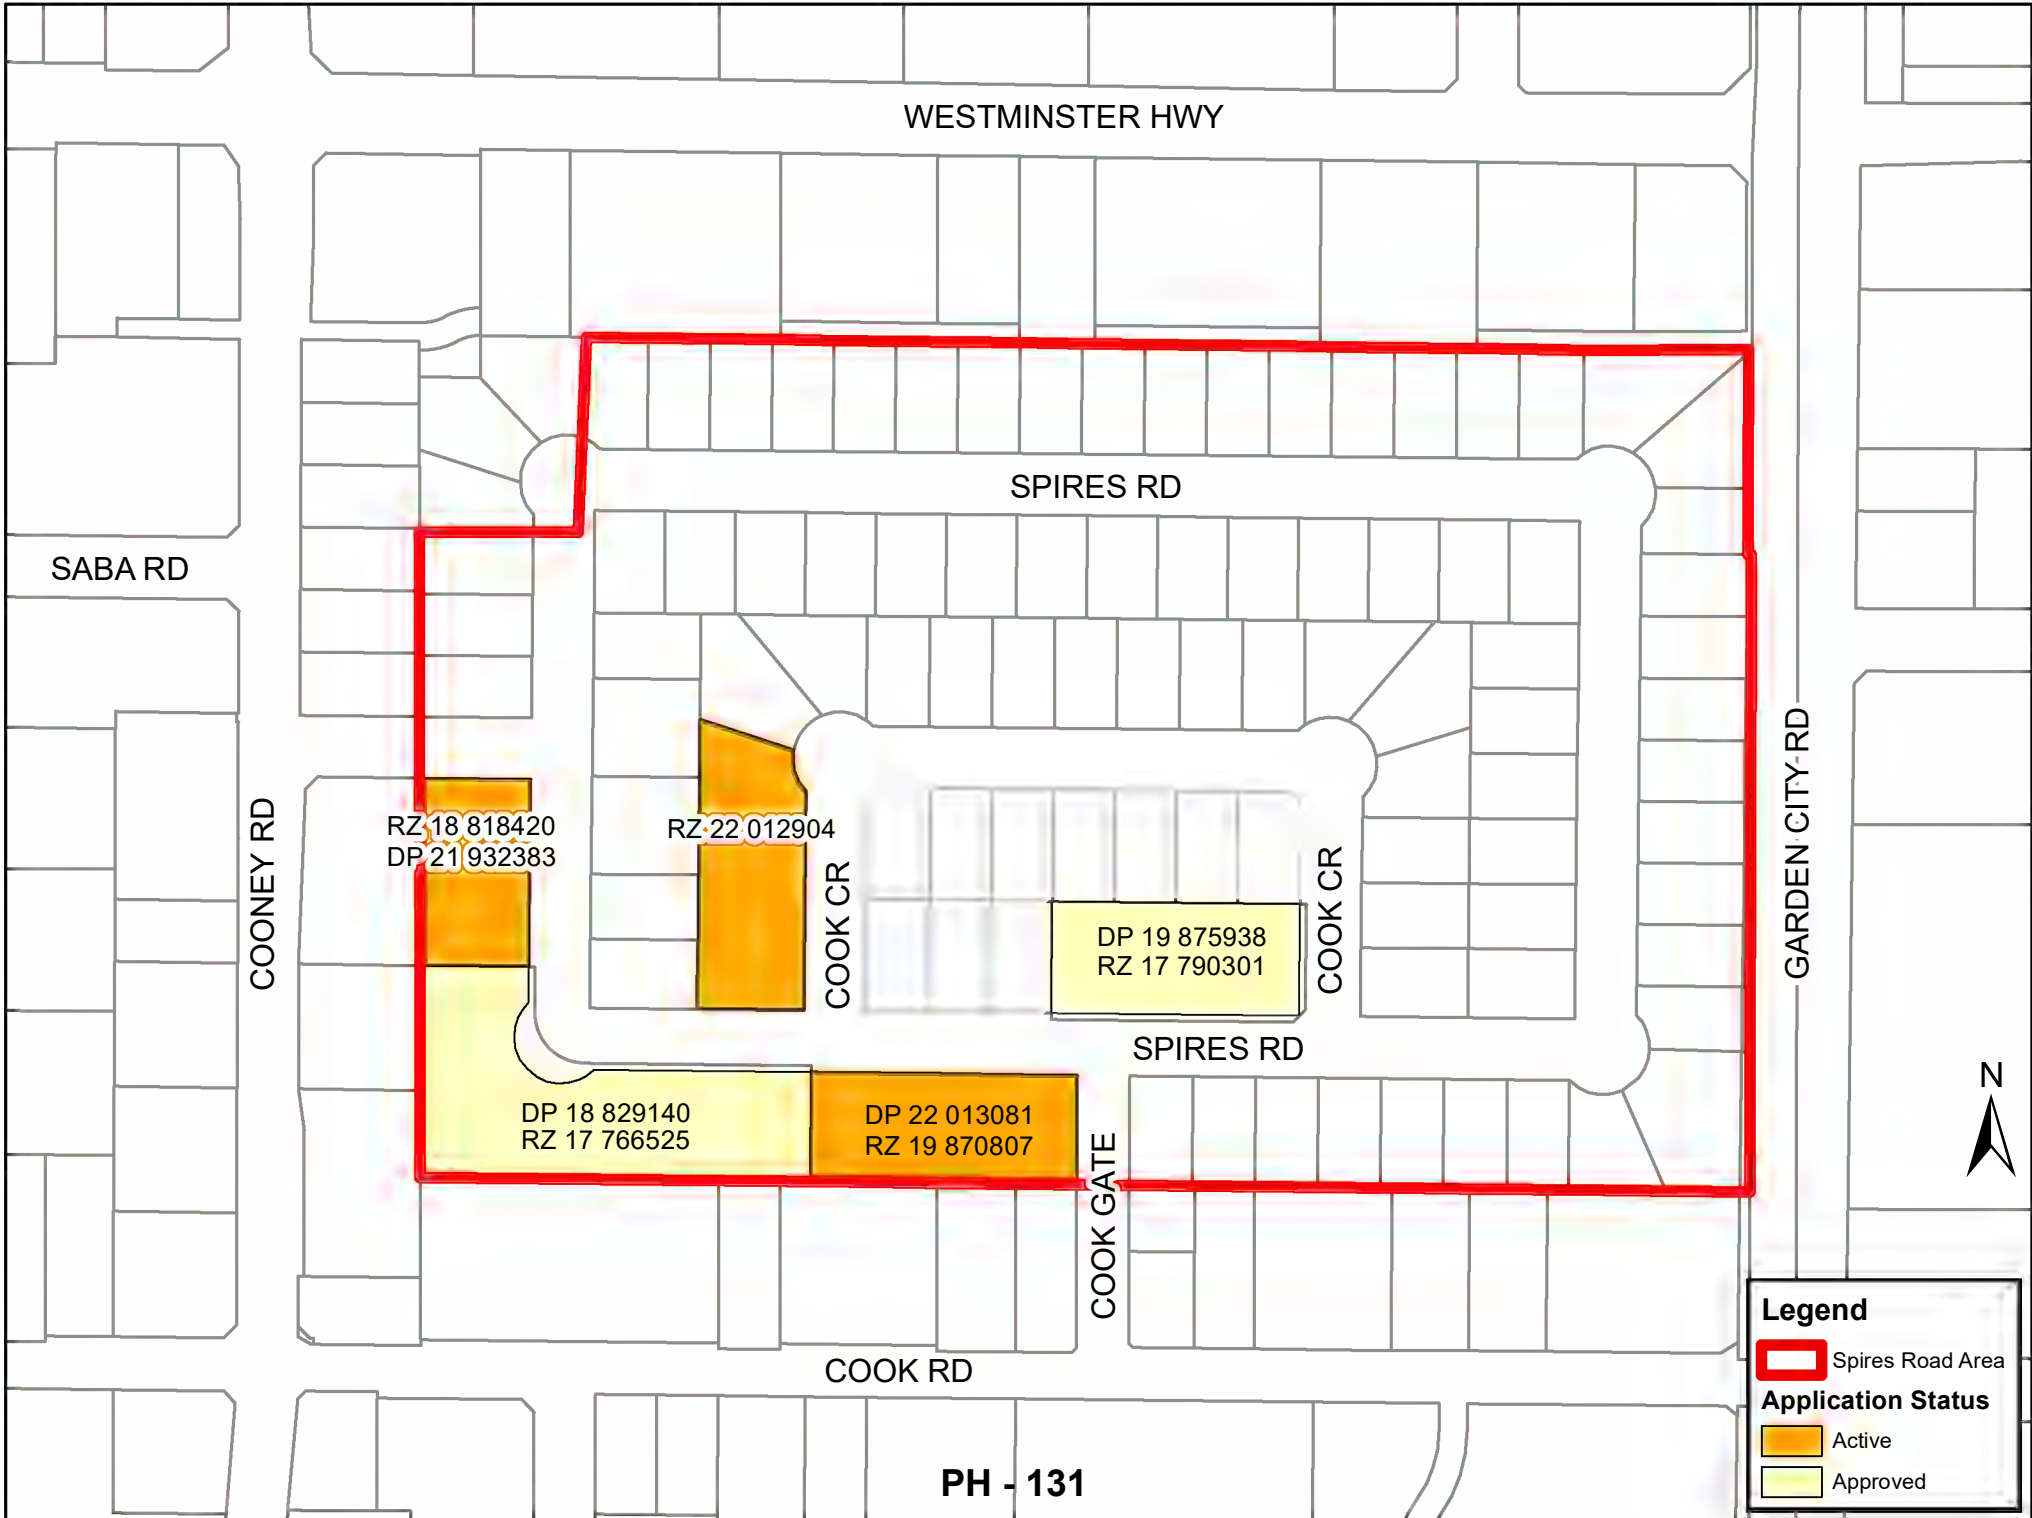 WESTMINSTER HWY
SPIRES RD
SABA RD
GARDEN CITY RD
COONEY RD
RZ 18 818420
DP 21 932383
RZ 22 012904
COOK CR
COOK CR
DP 19 875938
RZ 17 790301
SPIRES RD
DP 18 829140
RZ 17 766525
DP 22 013081
RZ 19 870807
COOK GATE
N
COOK RD
Legend
Spires Road Area
Application Status
Active
Approved
PH - 131